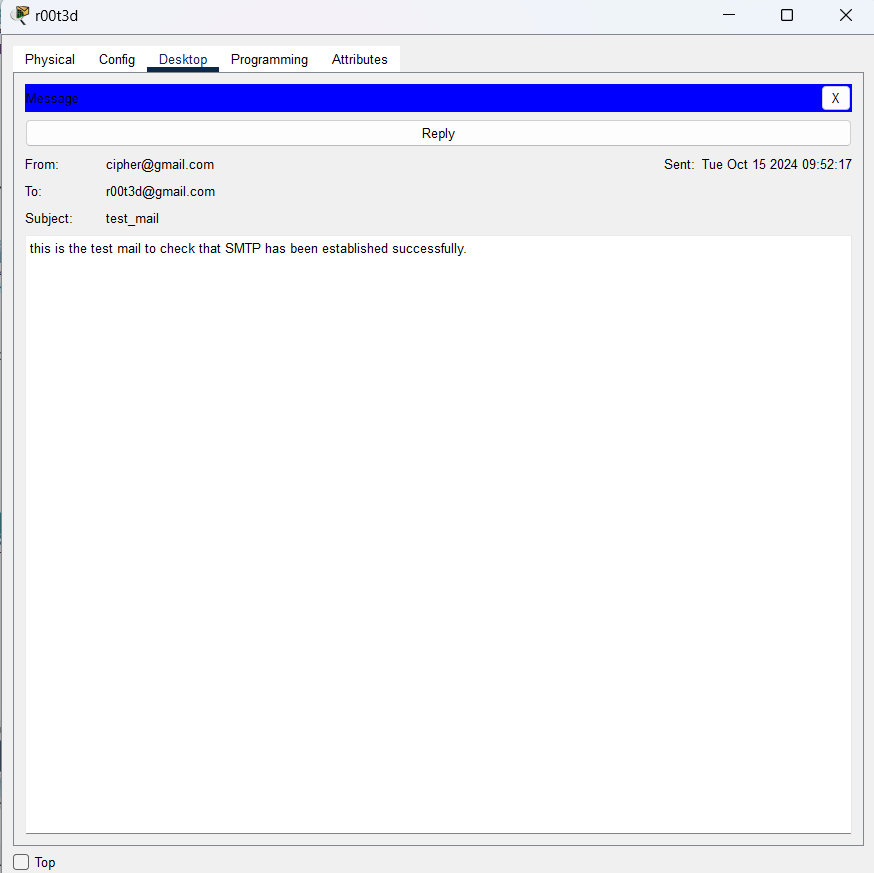 r00t3d
Physical Config Desktop Programming Attributes
Message X
Reply
From: cipher@gmail.com Sent: Tue Oct 15 2024 09:52:17
To: r00t3d@gmail.com
Subject: test_mail
this is the test mail to check that SMTP has been established successfully.
Top